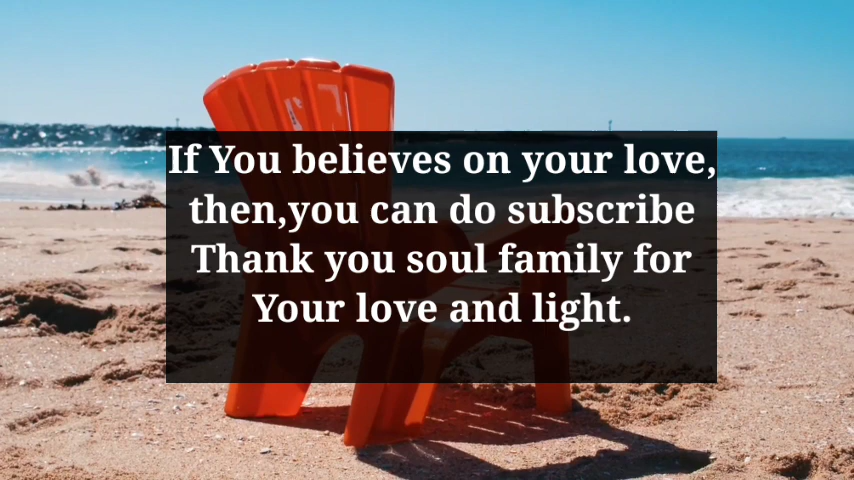 If You believes on your love,
then,you can do subscribe
Thank you soul family for
Your love and light.